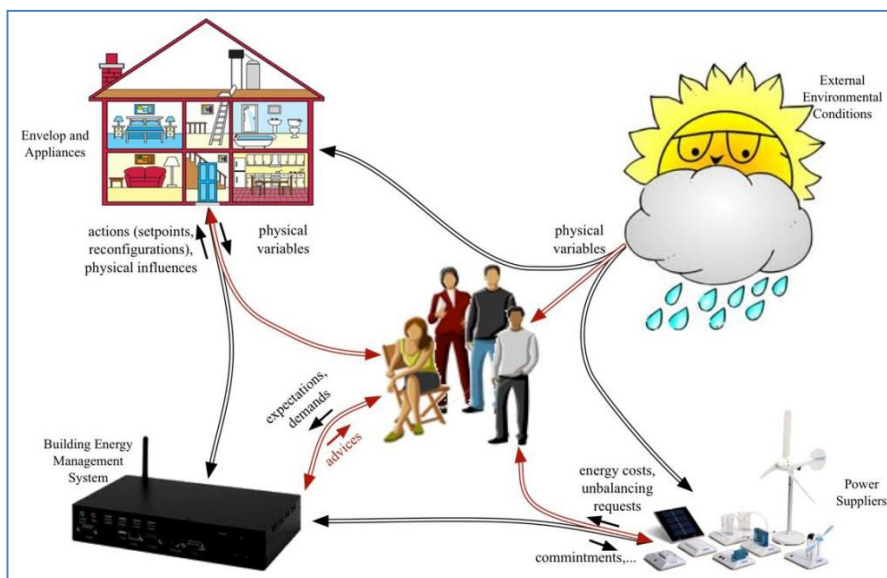 External
Environmental
Conditions
Envelop and
Appliances
actions (setpoints,
reconfigurations),
physical influences
physical
variables
physical
variables
expectations,
demands
advices
Building Energy
Management
System
energy costs,
unbalancing
requests
Power
Suppliers
commintments,...